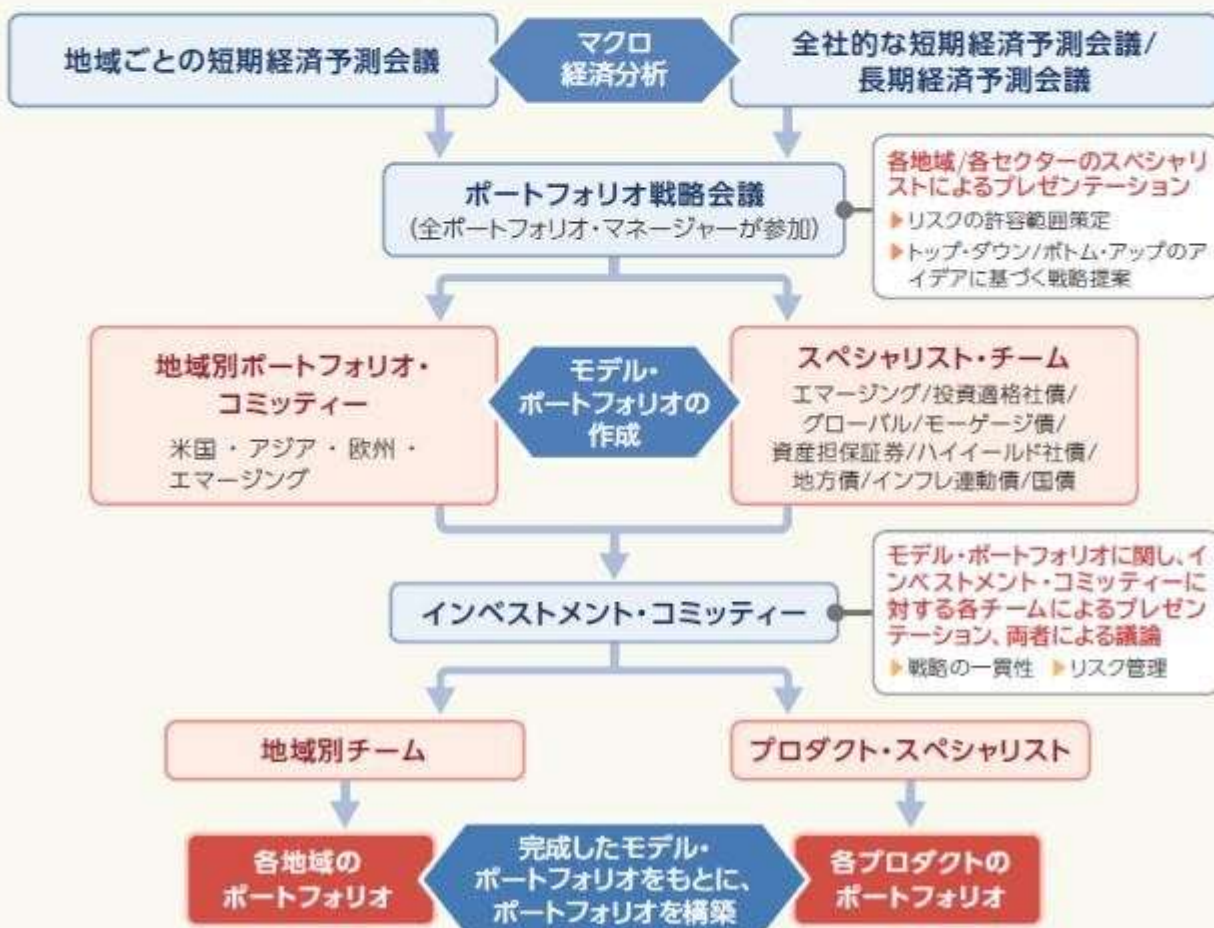 地域ごとの短期経済予測会議
マクロ
経済分析
全社的な短期経済予測会議/
長期経済予測会議
ポートフォリオ戦略会議
(全ポートフォリオ・マネージャーが参加)
各地域/各セクターのスペシャリ
ストによるプレゼンテーション
▶リスクの許容範囲策定
▶トップ・ダウン/ボトム・アップのア
イデアに基づく戦略提案
地域別ポートフォリオ・
コミッティー
米国 ・ アジア ・ 欧州 ・
エマージング
モデル・
ポートフォリオの
作成
スペシャリスト・チーム
エマージング/投資適格社債/
グローバル/モーゲージ債/
資産担保証券/ハイイールド社債/
地方債/インフレ連動債/国債
インベストメント・コミッティー
モデル・ポートフォリオに関し、イ
ンベストメント・コミッティーに
対する各チームによるプレゼン
テーション、両者による議論
▶戦略の一貫性 ▶リスク管理
地域別チーム
プロダクト・スペシャリスト
各地域の
ポートフォリオ
完成したモデル・
ポートフォリオをもとに、
ポートフォリオを構築
各プロダクトの
ポートフォリオ